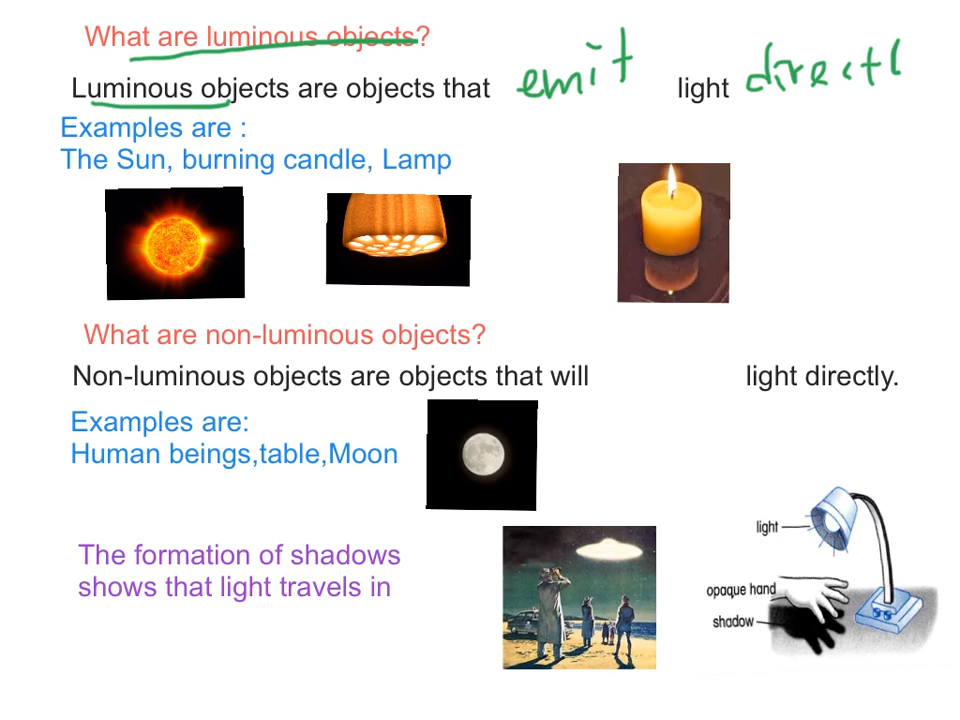 What are luminous objects?
Luminous objects are objects that emit light directl
Examples are :
The Sun, burning candle, Lamp
What are non-luminous objects?
Non-luminous objects are objects that will light directly.
Examples are:
Human beings,table,Moon
The formation of shadows
shows that light travels in
light
opaque hand
shadow